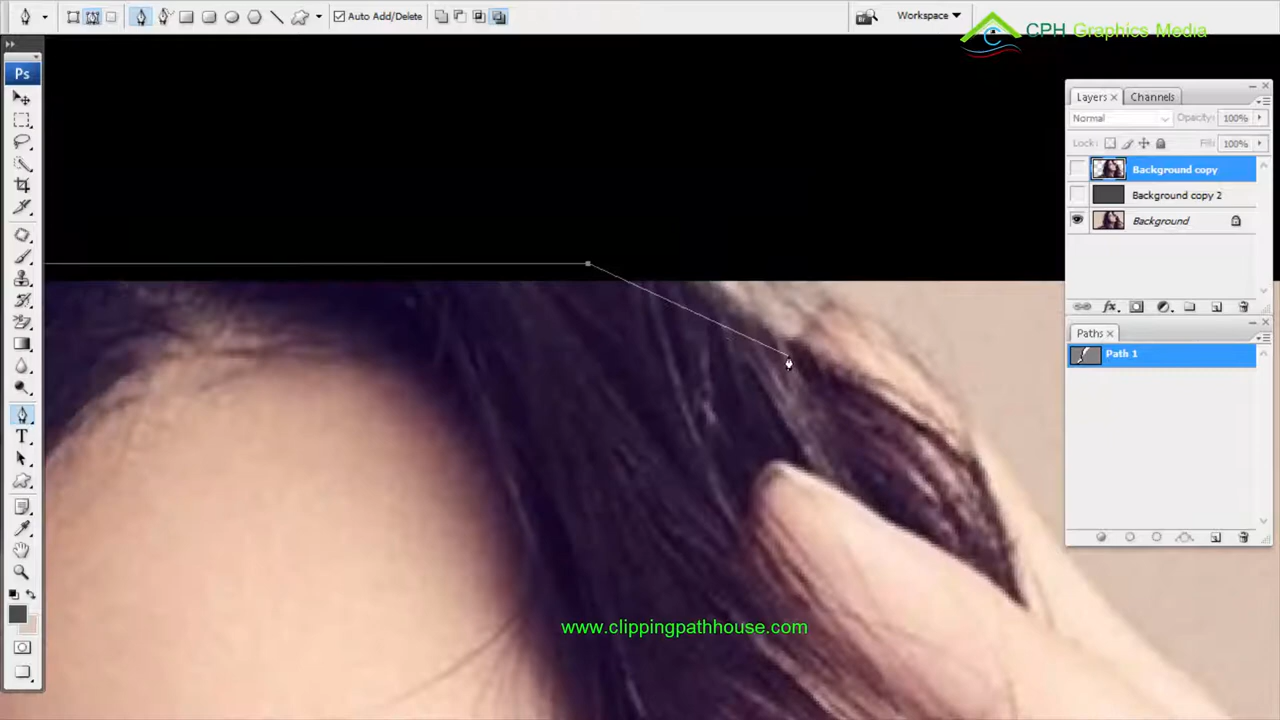 Auto Add/Delete
Workspace
CPH Graphics Media
Ps
Layers
Channels
Normal
Opacity: 100%
Lock:
Fill: 100%
Background copy
Background copy 2
Background
Paths
Path 1
T
www.clippingpathhouse.com